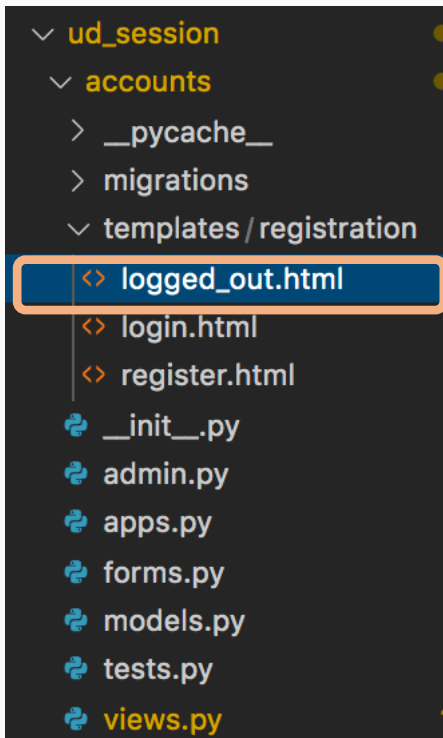 ud_session
accounts
__pycache__
migrations
templates/registration
<> logged_out.html
<> login.html
<> register.html
__init__.py
admin.py
apps.py
forms.py
models.py
tests.py
views.py